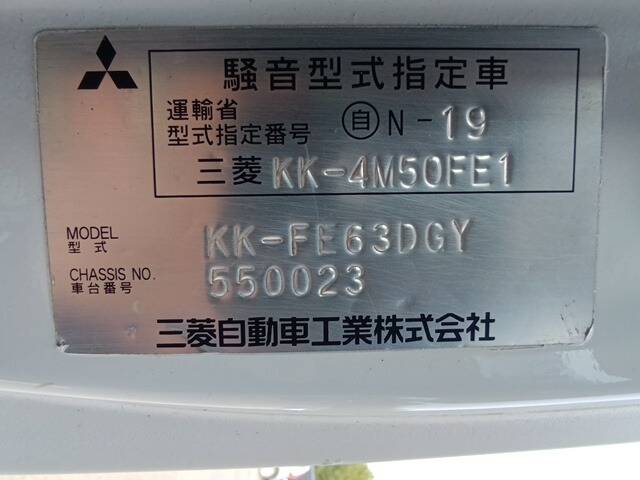 騒音型式指定車
運輸省
型式指定番号 自 N-19
三菱 KK-4M50FE1
MODEL
型式 KK-FE63DGY
CHASSIS NO.
車台番号 550023
三菱自動車工業株式会社